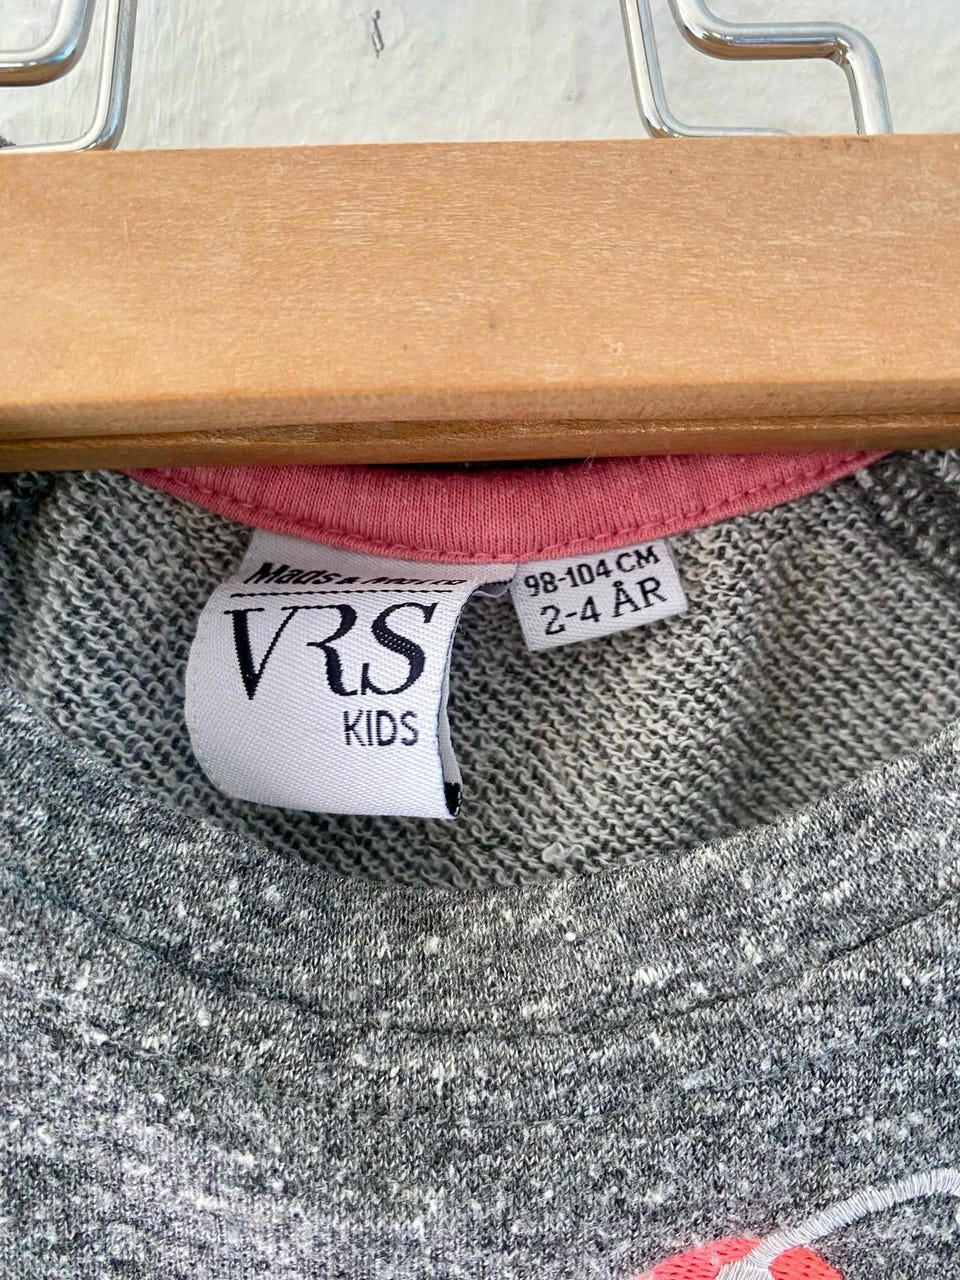 Mads &
VRS
KIDS
98-104 CM
2-4 ÅR